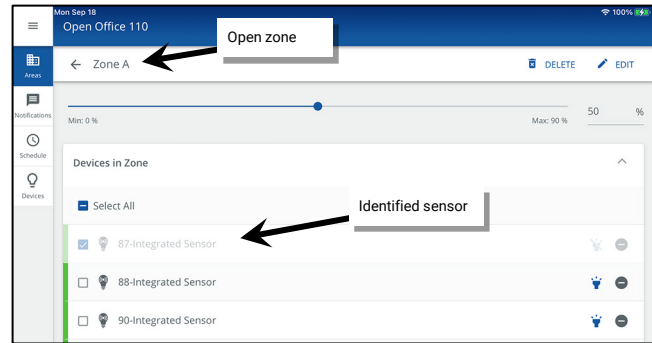 Mon Sep 18
100%
Open Office 110
Open zone
Zone A
DELETE
EDIT
Areas
Notifications
Schedule
Devices
50 %
Min: 0 %
Max: 90 %
Devices in Zone
Select All
Identified sensor
87-Integrated Sensor
88-Integrated Sensor
90-Integrated Sensor